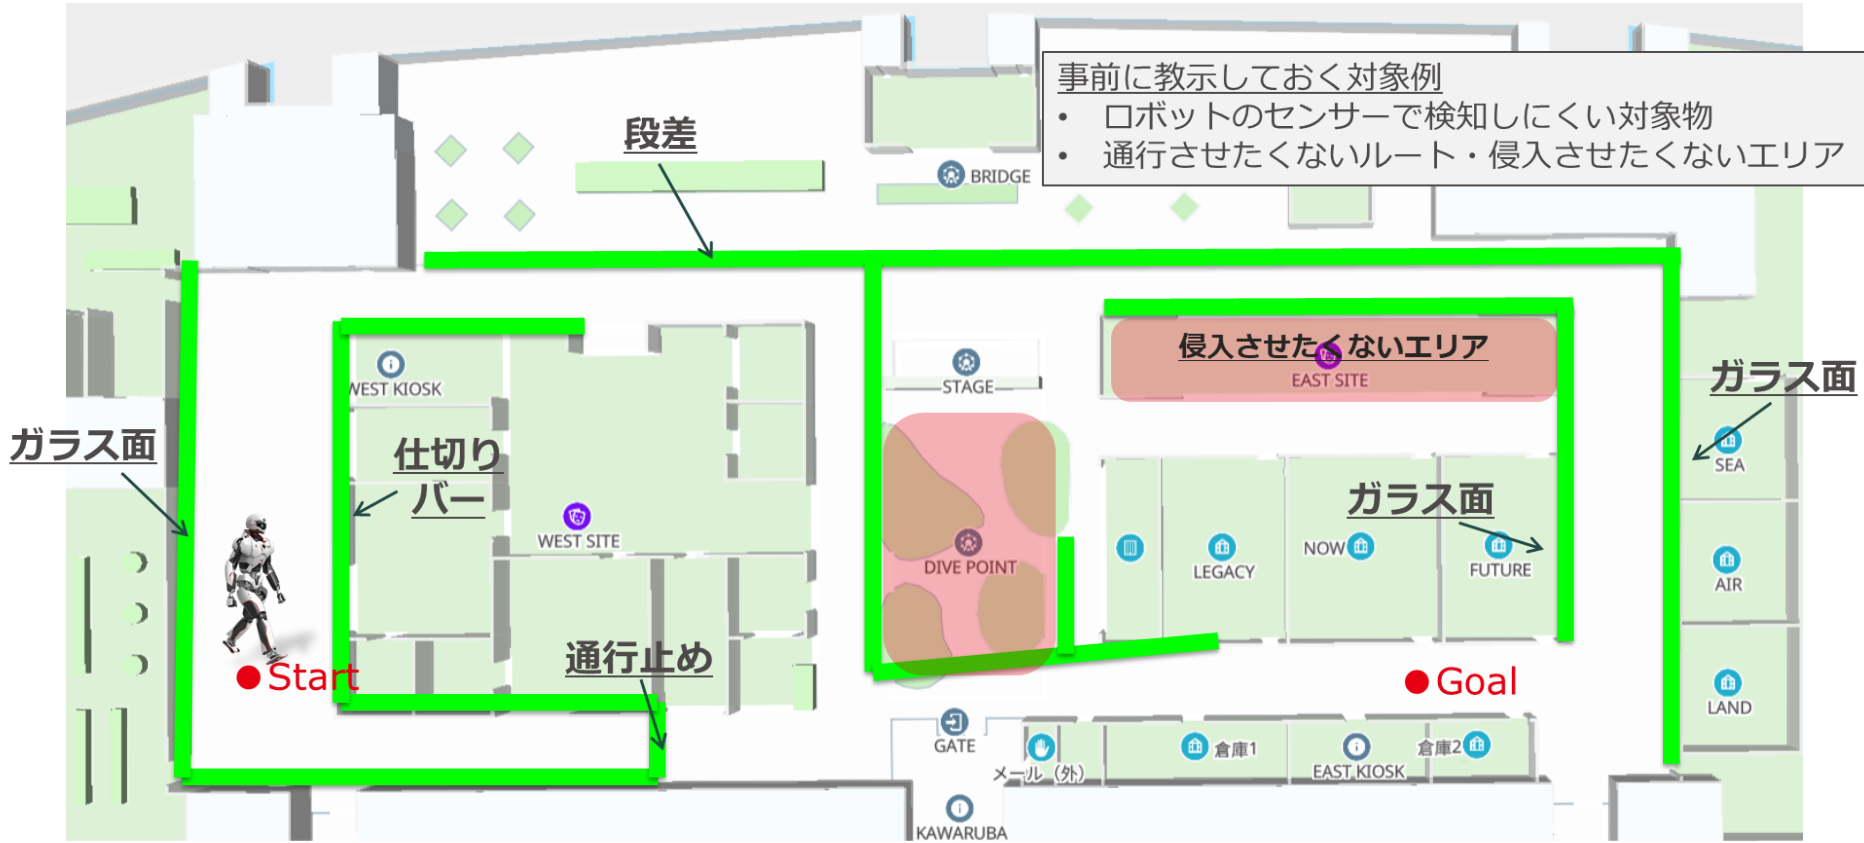 事前に教示しておく対象例
• ロボットのセンサーで検知しにくい対象物
• 通行させたくないルート・侵入させたくないエリア
段差
BRIDGE
侵入させたくないエリア
EAST SITE
STAGE
WEST KIOSK
ガラス面
ガラス面
仕切り
バー
ガラス面
SEA
WEST SITE
DIVE POINT
LEGACY
NOW
FUTURE
AIR
通行止め
Start
Goal
LAND
GATE
メール（外）
倉庫1
EAST KIOSK
倉庫2
KAWARUBA